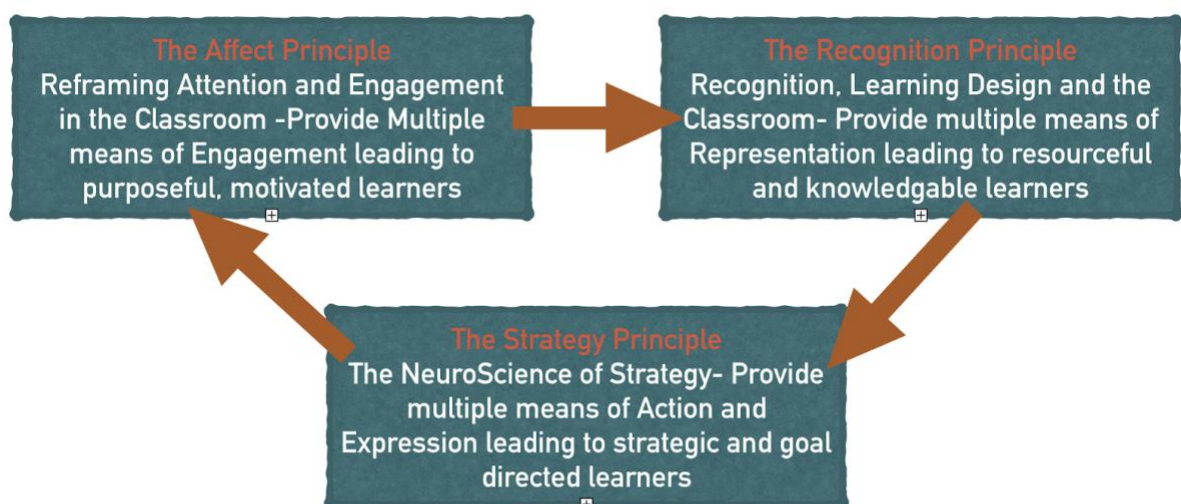 The Affect Principle
Reframing Attention and Engagement
in the Classroom -Provide Multiple
means of Engagement leading to
purposeful, motivated learners
The Recognition Principle
Recognition, Learning Design and the
Classroom- Provide multiple means of
Representation leading to resourceful
and knowledgable learners
The Strategy Principle
The NeuroScience of Strategy- Provide
multiple means of Action and
Expression leading to strategic and goal
directed learners